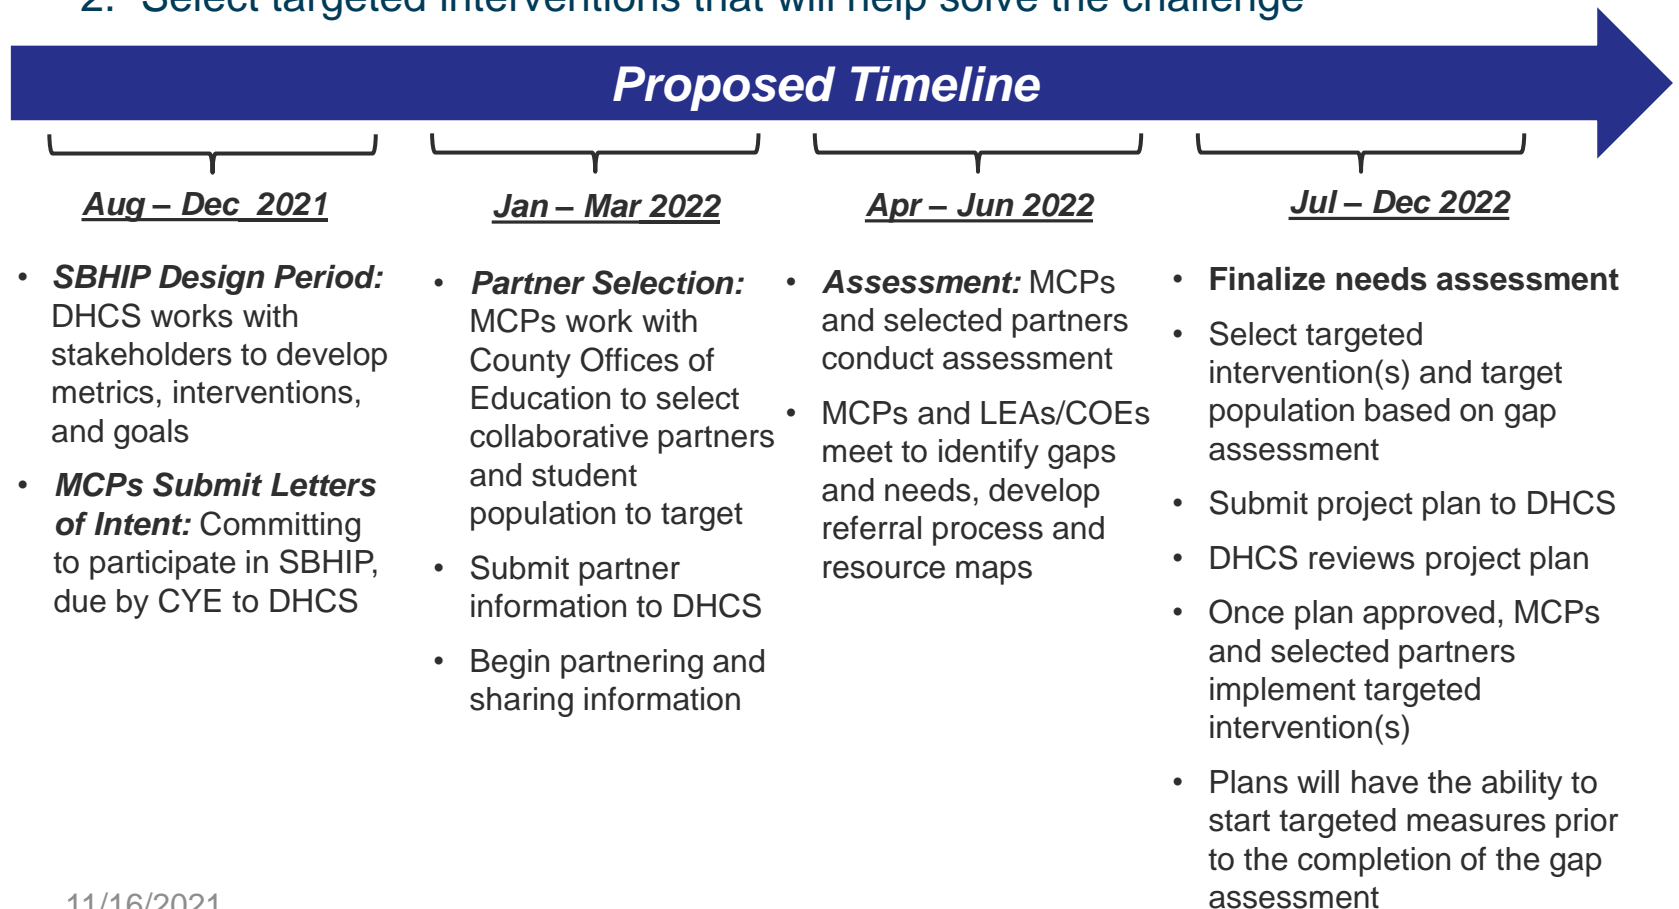 2. Select targeted interventions that will help solve the challenge
Proposed Timeline
Aug – Dec 2021
• SBHIP Design Period:
DHCS works with
stakeholders to develop
metrics, interventions,
and goals
• MCPs Submit Letters
of Intent: Committing
to participate in SBHIP,
due by CYE to DHCS
Jan – Mar 2022
• Partner Selection:
MCPs work with
County Offices of
Education to select
collaborative partners
and student
population to target
• Submit partner
information to DHCS
• Begin partnering and
sharing information
Apr – Jun 2022
• Assessment: MCPs
and selected partners
conduct assessment
• MCPs and LEAs/COEs
meet to identify gaps
and needs, develop
referral process and
resource maps
Jul – Dec 2022
• Finalize needs assessment
• Select targeted
intervention(s) and target
population based on gap
assessment
• Submit project plan to DHCS
• DHCS reviews project plan
• Once plan approved, MCPs
and selected partners
implement targeted
intervention(s)
• Plans will have the ability to
start targeted measures prior
to the completion of the gap
assessment
11/16/2021